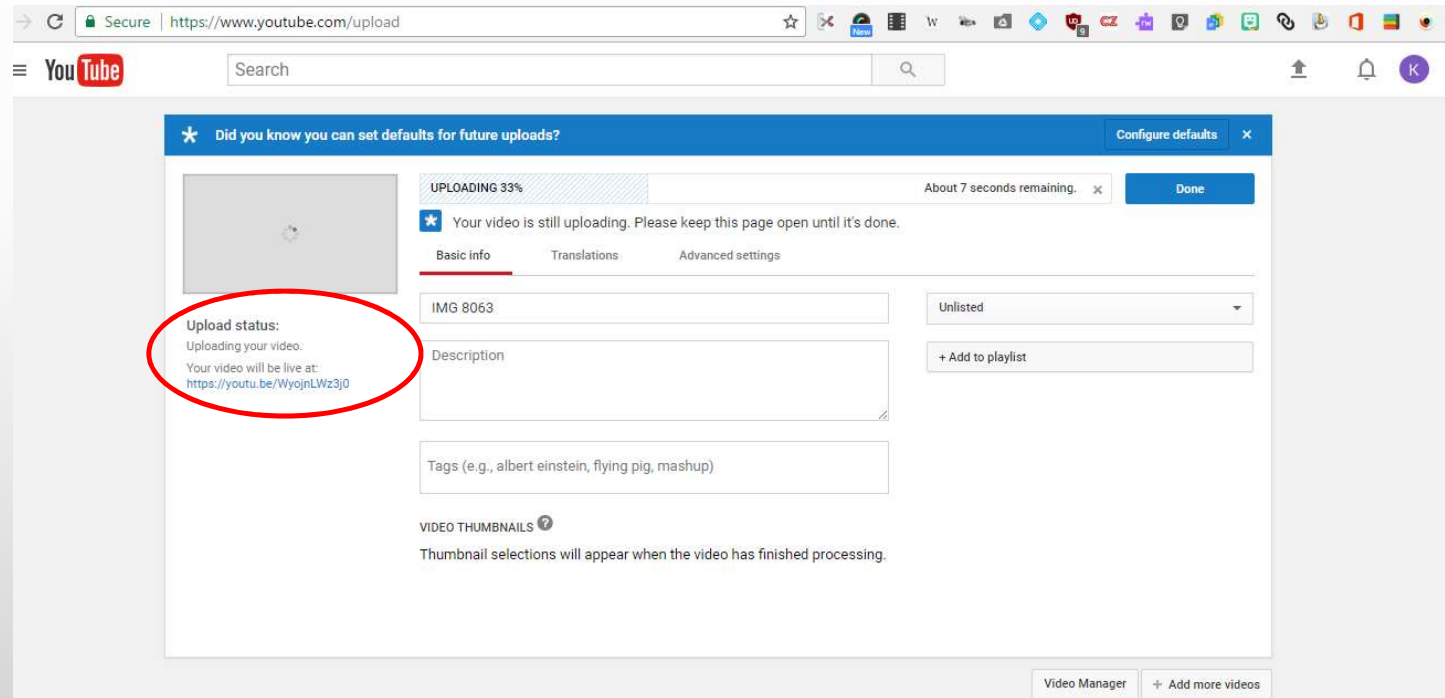 Secure | https://www.youtube.com/upload
New
W
9
CZ
rw
YouTube
Search
K
Did you know you can set defaults for future uploads?
Configure defaults
UPLOADING 33%
About 7 seconds remaining.
Done
Your video is still uploading. Please keep this page open until it's done.
Basic info
Translations
Advanced settings
IMG 8063
Unlisted
Upload status:
Uploading your video.
Your video will be live at:
https://youtu.be/WyojnLWz3j0
Description
+ Add to playlist
Tags (e.g., albert einstein, flying pig, mashup)
VIDEO THUMBNAILS ?
Thumbnail selections will appear when the video has finished processing.
Video Manager
+ Add more videos